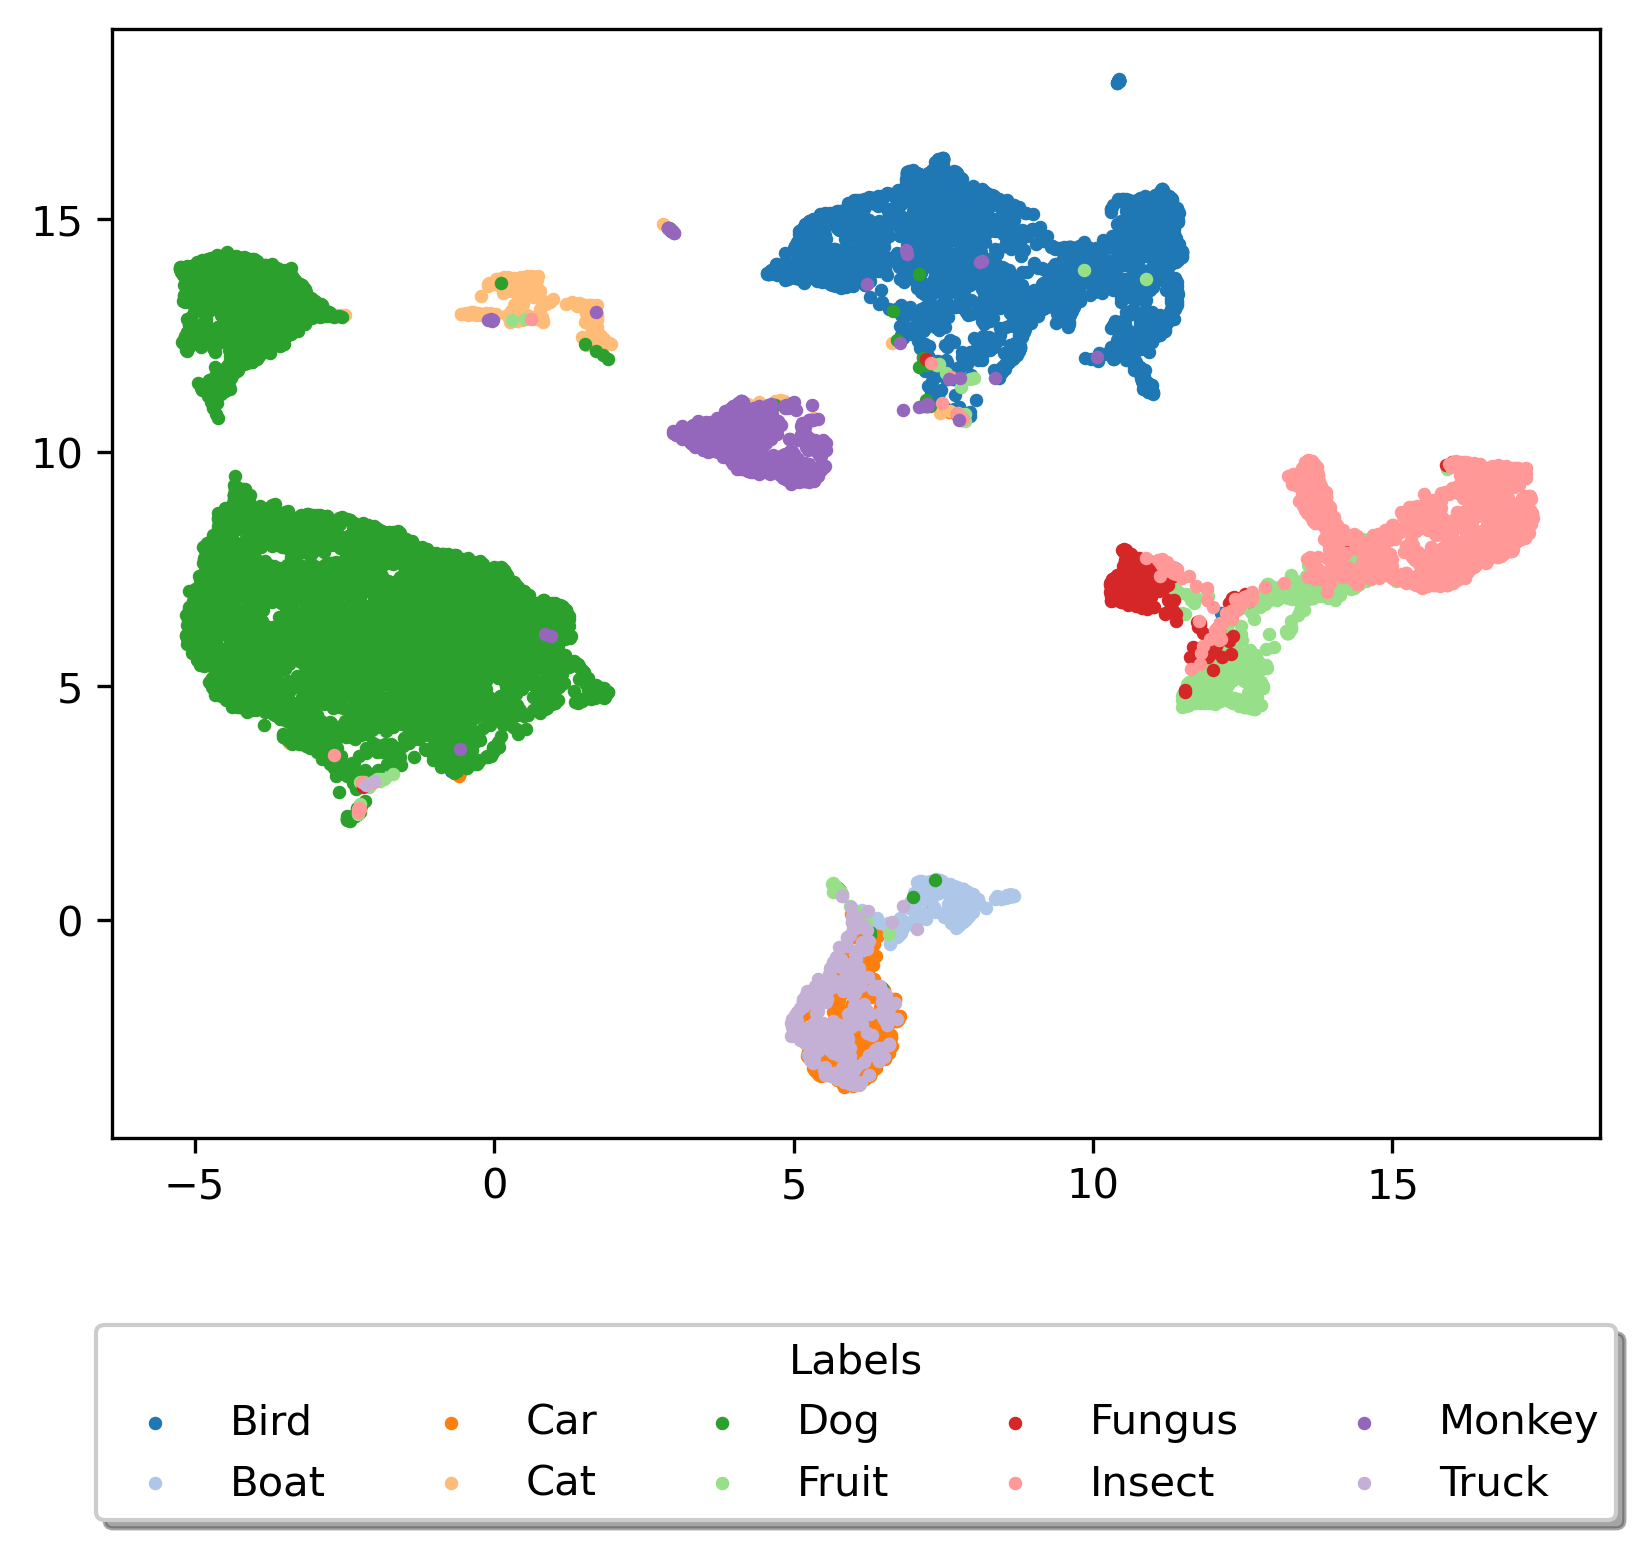 15
10
5
0
−5 0 5 10 15
Labels
Bird Car Dog Fungus Monkey
Boat Cat Fruit Insect Truck